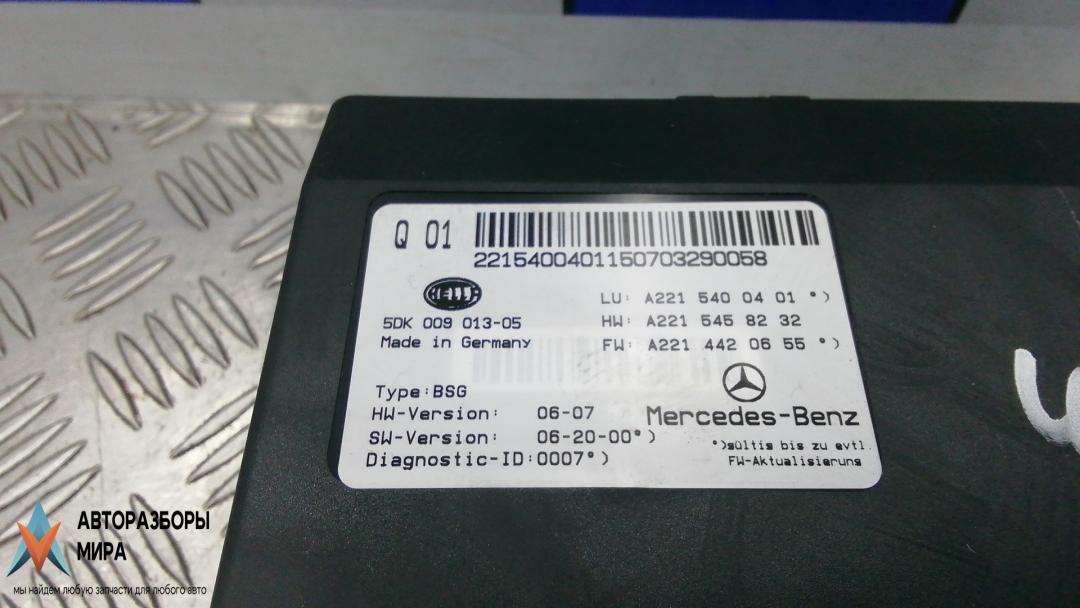 Q 01
2215400401150703290058
HELLA
5DK 009 013-05
Made in Germany
LU: A221 540 04 01 *)
HW: A221 545 82 32
FW: A221 442 06 55 *)
Type:BSG
HW-Version: 06-07
SW-Version: 06-20-00*)
Diagnostic-ID:0007*)
Mercedes-Benz
*)gültig bis zu evtl.
FW-Aktualisierung
АВТОРАЗБОРЫ
МИРА
мы найдем любую запчасти для любого авто